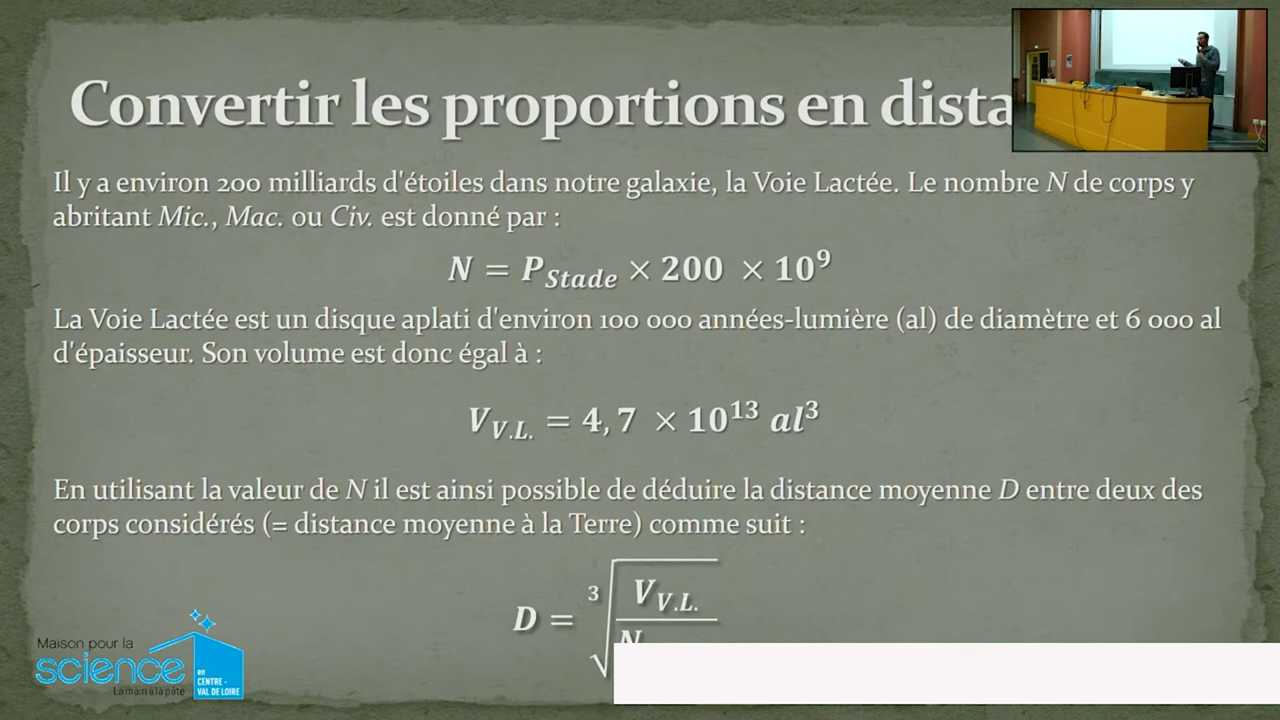 Convertir les proportions en dista
Il y a environ 200 milliards d'étoiles dans notre galaxie, la Voie Lactée. Le nombre N de corps y
abritant Mic., Mac. ou Civ. est donné par :
N = P_Stade × 200 × 10^9
La Voie Lactée est un disque aplati d'environ 100 000 années-lumière (al) de diamètre et 6 000 al
d'épaisseur. Son volume est donc égal à :
V_V.L. = 4,7 × 10^13 al^3
En utilisant la valeur de N il est ainsi possible de déduire la distance moyenne D entre deux des
corps considérés (= distance moyenne à la Terre) comme suit :
D = ∛(V_V.L. / N)
Maison pour la
science
La main à la pâte
en
CENTRE -
VAL DE LOIRE